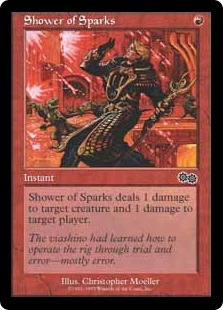 Shower of Sparks
Instant
Shower of Sparks deals 1 damage
to target creature and 1 damage to
target player.
The viashino had learned how to
operate the rig through trial and
error—mostly error.
Illus. Christopher Moeller